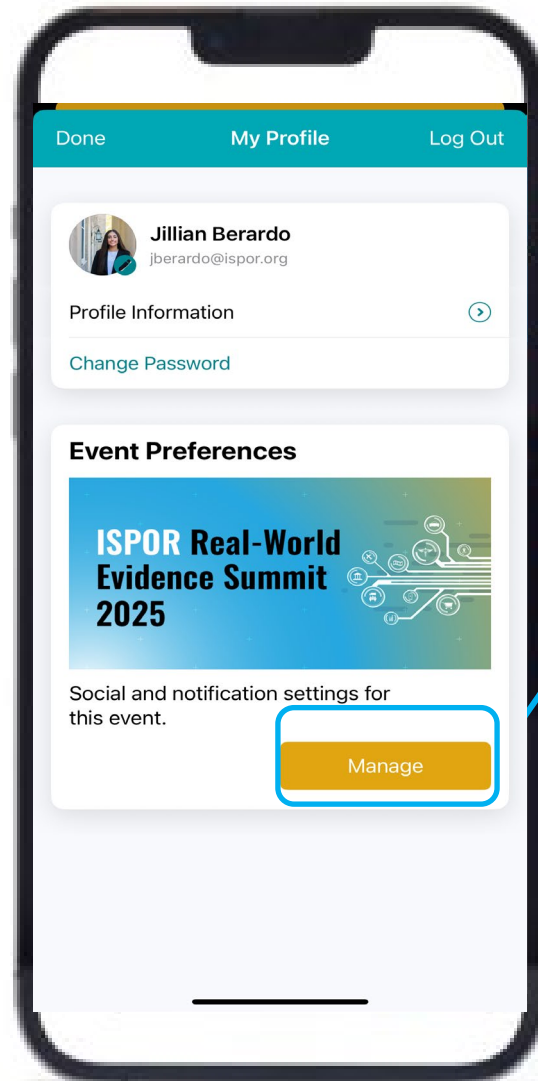 Done My Profile Log Out
Jillian Berardo
jberardo@ispor.org
Profile Information
Change Password
Event Preferences
ISPOR Real-World
Evidence Summit
2025
Social and notification settings for
this event.
Manage